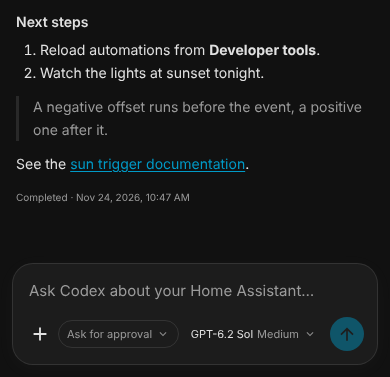 Next steps
1. Reload automations from Developer tools.
2. Watch the lights at sunset tonight.
A negative offset runs before the event, a positive
one after it.
See the sun trigger documentation.
Completed · Nov 24, 2026, 10:47 AM
Ask Codex about your Home Assistant...
Ask for approval GPT-6.2 Sol Medium